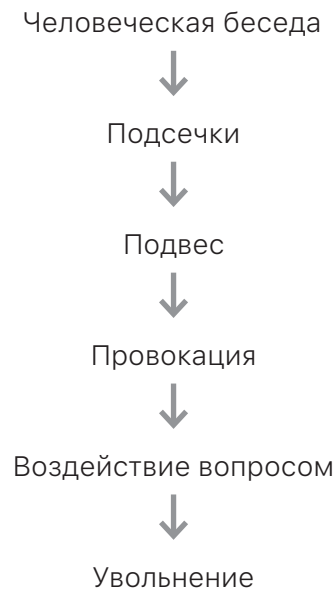 Человеческая беседа
Подсечки
Подвес
Провокация
Воздействие вопросом
Увольнение